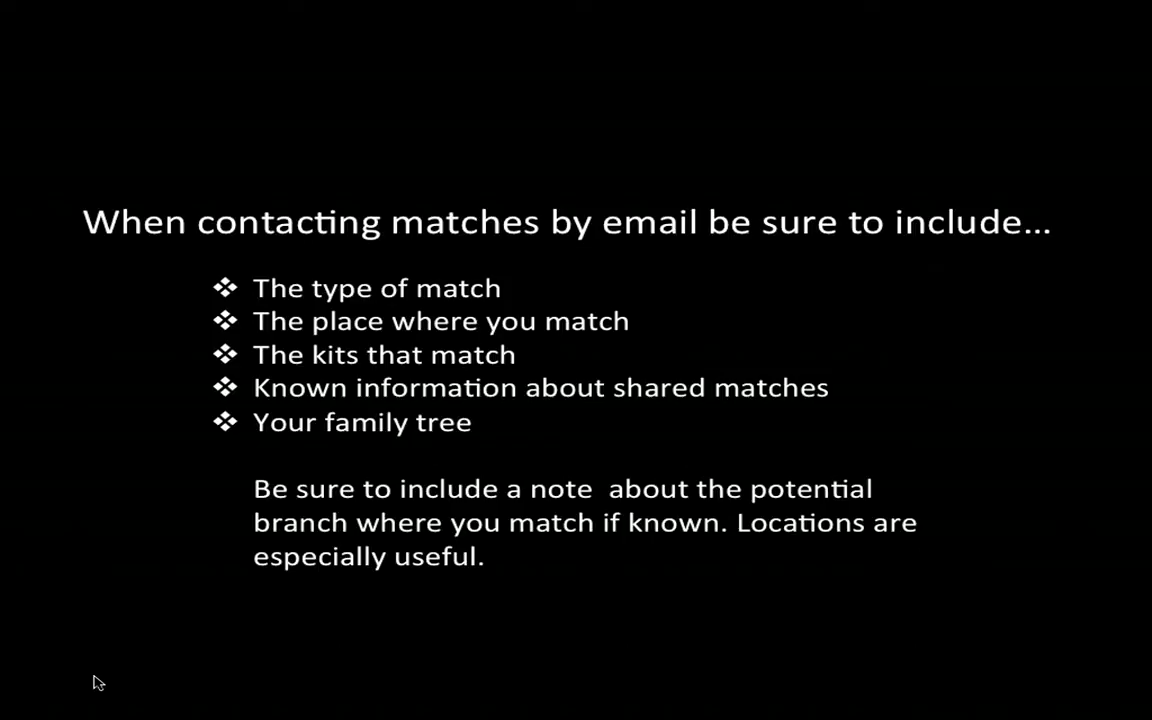 When contacting matches by email be sure to include...
❖ The type of match
❖ The place where you match
❖ The kits that match
❖ Known information about shared matches
❖ Your family tree
Be sure to include a note  about the potential
branch where you match if known. Locations are
especially useful.